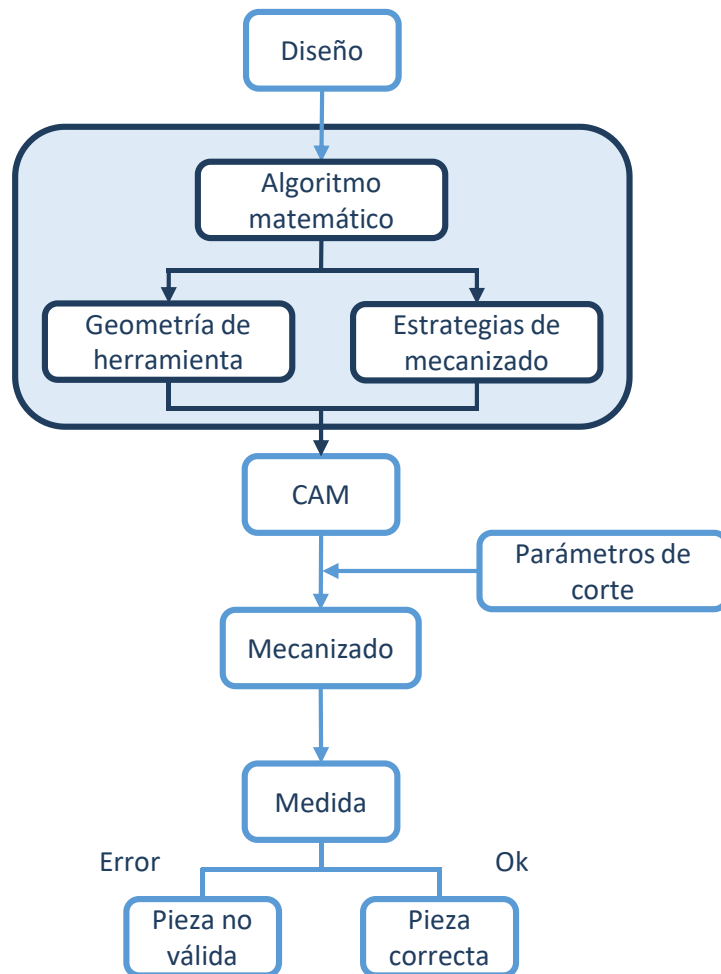 Diseño
Algoritmo
matemático
Geometría de
herramienta
Estrategias de
mecanizado
CAM
Parámetros de
corte
Mecanizado
Medida
Error
Ok
Pieza no
válida
Pieza
correcta